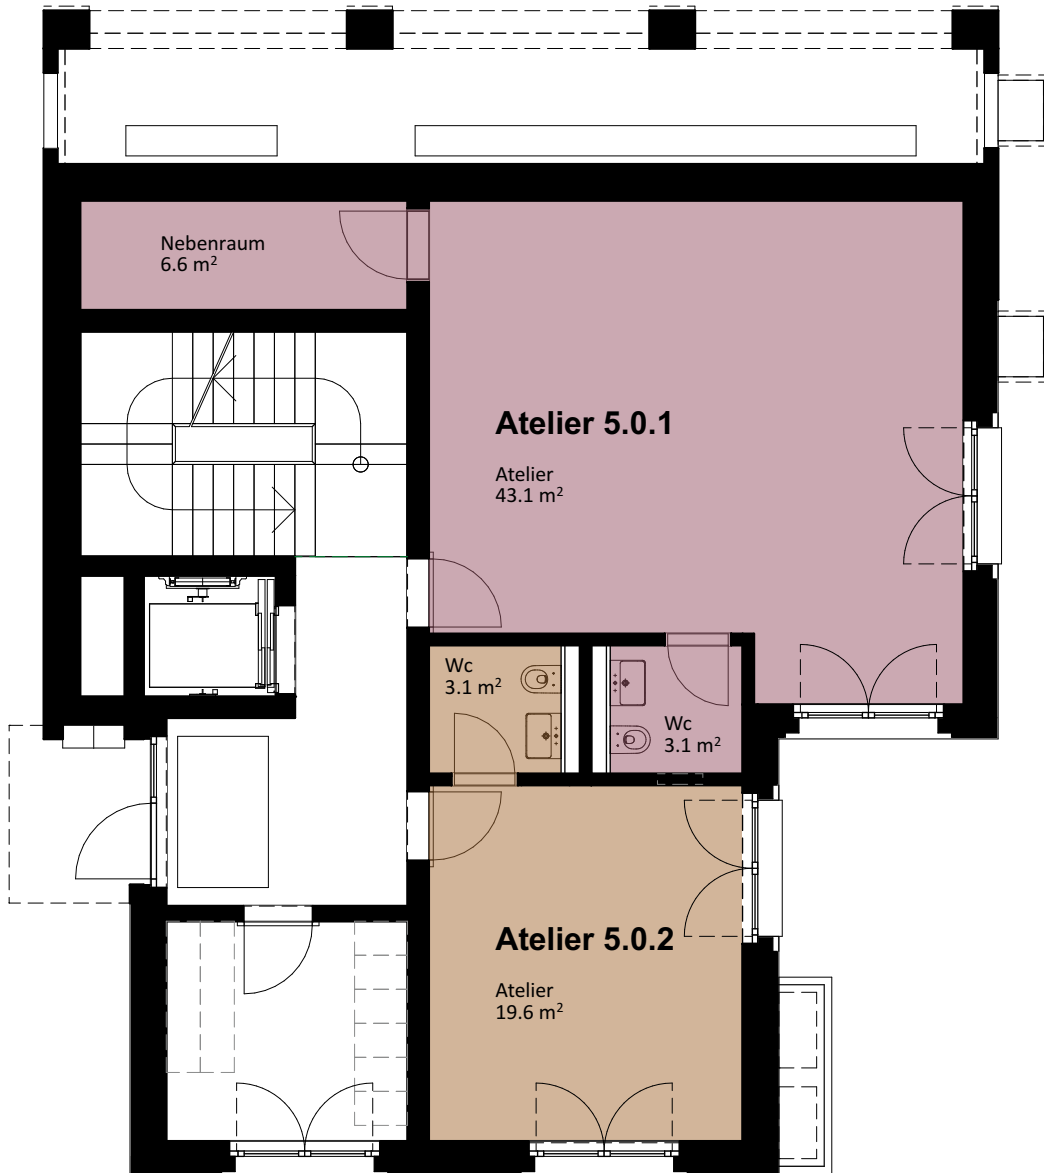 Nebenraum
6.6 m²
Atelier 5.0.1
Atelier
43.1 m²
Wc
3.1 m²
Wc
3.1 m²
Atelier 5.0.2
Atelier
19.6 m²